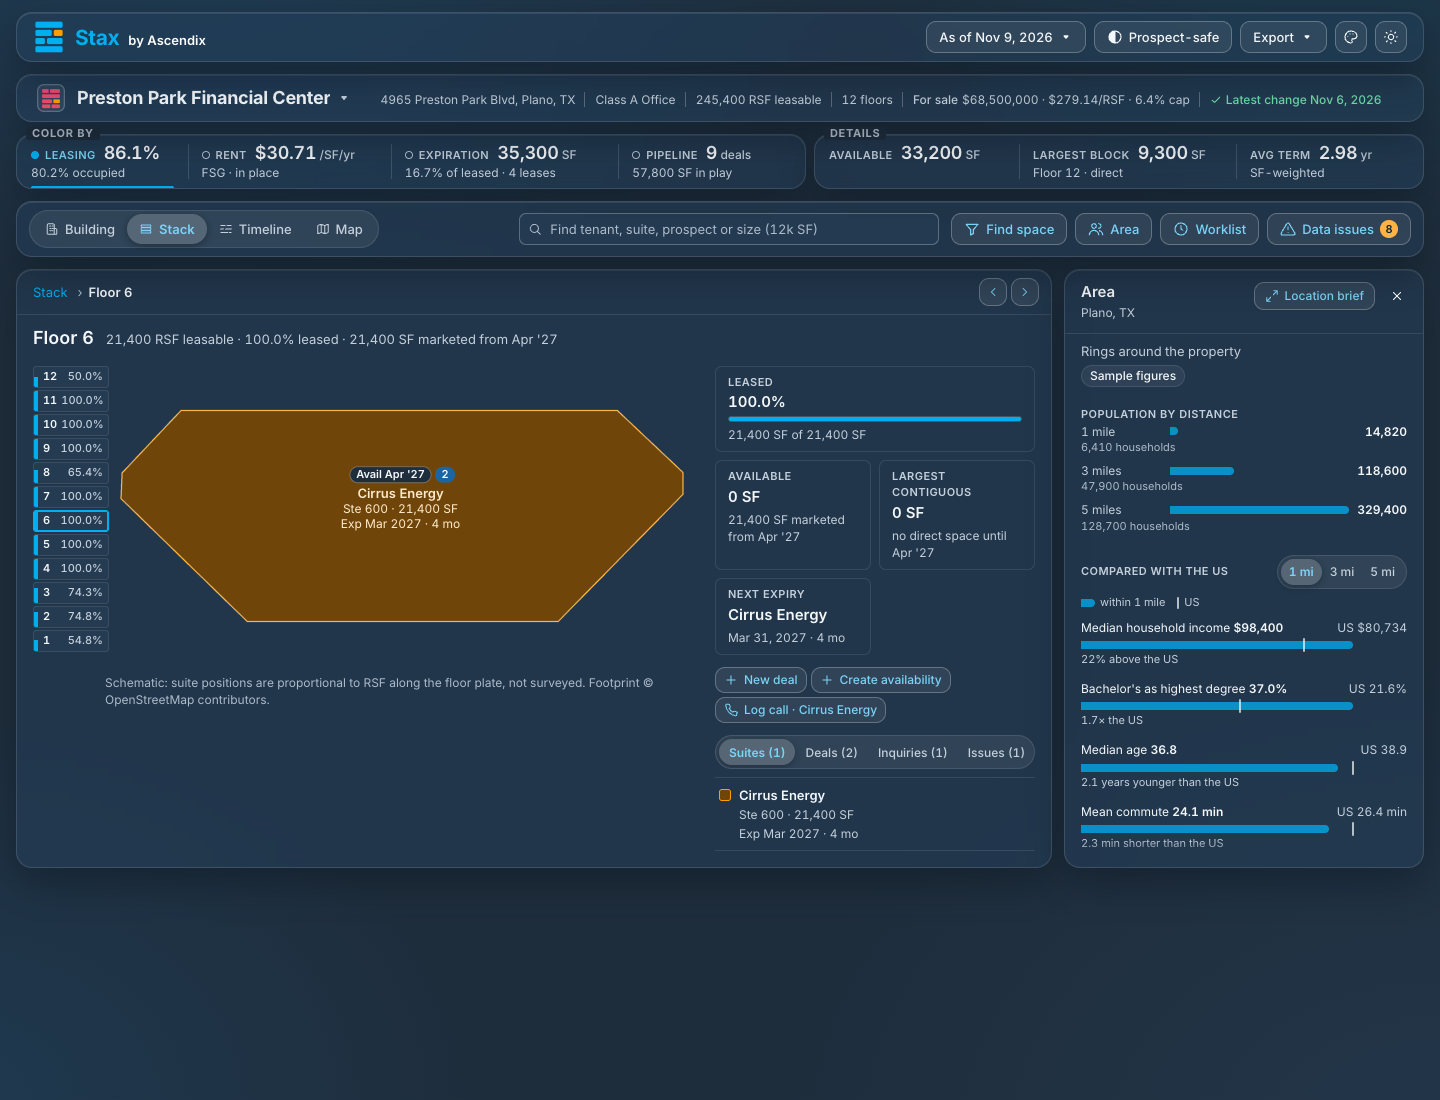 Stax by Ascendix
As of Nov 9, 2026
Prospect-safe
Export
Preston Park Financial Center
4965 Preston Park Blvd, Plano, TX
Class A Office
245,400 RSF leasable
12 floors
For sale $68,500,000 · $279.14/RSF · 6.4% cap
Latest change Nov 6, 2026
COLOR BY
LEASING 86.1%
80.2% occupied
RENT $30.71 /SF/yr
FSG · in place
EXPIRATION 35,300 SF
16.7% of leased · 4 leases
PIPELINE 9 deals
57,800 SF in play
DETAILS
AVAILABLE 33,200 SF
LARGEST BLOCK 9,300 SF
Floor 12 · direct
AVG TERM 2.98 yr
SF-weighted
Building
Stack
Timeline
Map
Find tenant, suite, prospect or size (12k SF)
Find space
Area
Worklist
Data issues 8
Stack › Floor 6
Floor 6 21,400 RSF leasable · 100.0% leased · 21,400 SF marketed from Apr '27
12 50.0%
11 100.0%
10 100.0%
9 100.0%
8 65.4%
7 100.0%
6 100.0%
5 100.0%
4 100.0%
3 74.3%
2 74.8%
1 54.8%
Avail Apr '27 2
Cirrus Energy
Ste 600 · 21,400 SF
Exp Mar 2027 · 4 mo
Schematic: suite positions are proportional to RSF along the floor plate, not surveyed. Footprint ©
OpenStreetMap contributors.
LEASED
100.0%
21,400 SF of 21,400 SF
AVAILABLE
0 SF
21,400 SF marketed
from Apr '27
LARGEST
CONTIGUOUS
0 SF
no direct space until
Apr '27
NEXT EXPIRY
Cirrus Energy
Mar 31, 2027 · 4 mo
New deal
Create availability
Log call · Cirrus Energy
Suites (1)
Deals (2)
Inquiries (1)
Issues (1)
Cirrus Energy
Ste 600 · 21,400 SF
Exp Mar 2027 · 4 mo
Area
Plano, TX
Location brief
Rings around the property
Sample figures
POPULATION BY DISTANCE
1 mile 14,820
6,410 households
3 miles 118,600
47,900 households
5 miles 329,400
128,700 households
COMPARED WITH THE US
1 mi
3 mi
5 mi
within 1 mile
US
Median household income $98,400 US $80,734
22% above the US
Bachelor's as highest degree 37.0% US 21.6%
1.7× the US
Median age 36.8 US 38.9
2.1 years younger than the US
Mean commute 24.1 min US 26.4 min
2.3 min shorter than the US